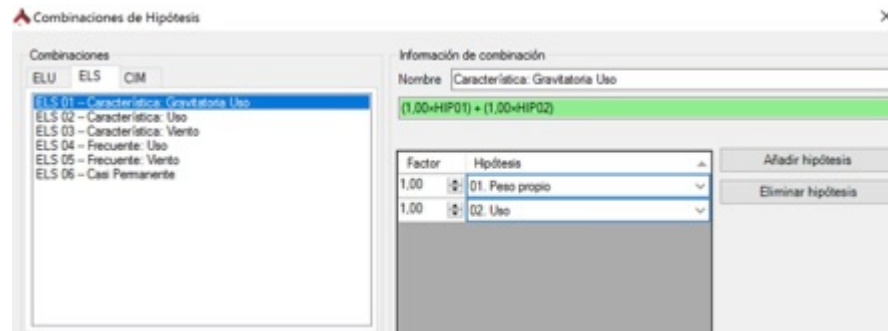 Combinaciones de Hipótesis
Combinaciones
ELU ELS CIM
ELS 01 – Característica: Gravitatoria Uso
ELS 02 – Característica: Uso
ELS 03 – Característica: Viento
ELS 04 – Frecuente: Uso
ELS 05 – Frecuente: Viento
ELS 06 – Casi Permanente
Información de combinación
Nombre Característica: Gravitatoria Uso
(1,00×HIP01) + (1,00×HIP02)
Factor Hipótesis
1,00 01. Peso propio
1,00 02. Uso
Añadir hipótesis
Eliminar hipótesis